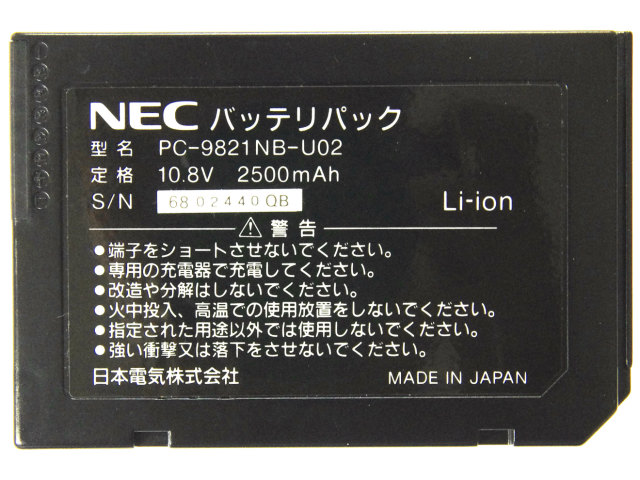 NEC バッテリパック
型名 PC-9821NB-U02
定格 10.8V 2500mAh
S/N 6802440QB Li-ion
警告
●端子をショートさせないでください。
●専用の充電器で充電してください。
●改造や分解はしないでください。
●火中投入、高温での使用放置をしないでください。
●指定された用途以外では使用しないでください。
●強い衝撃又は落下をさせないでください。
日本電気株式会社 MADE IN JAPAN